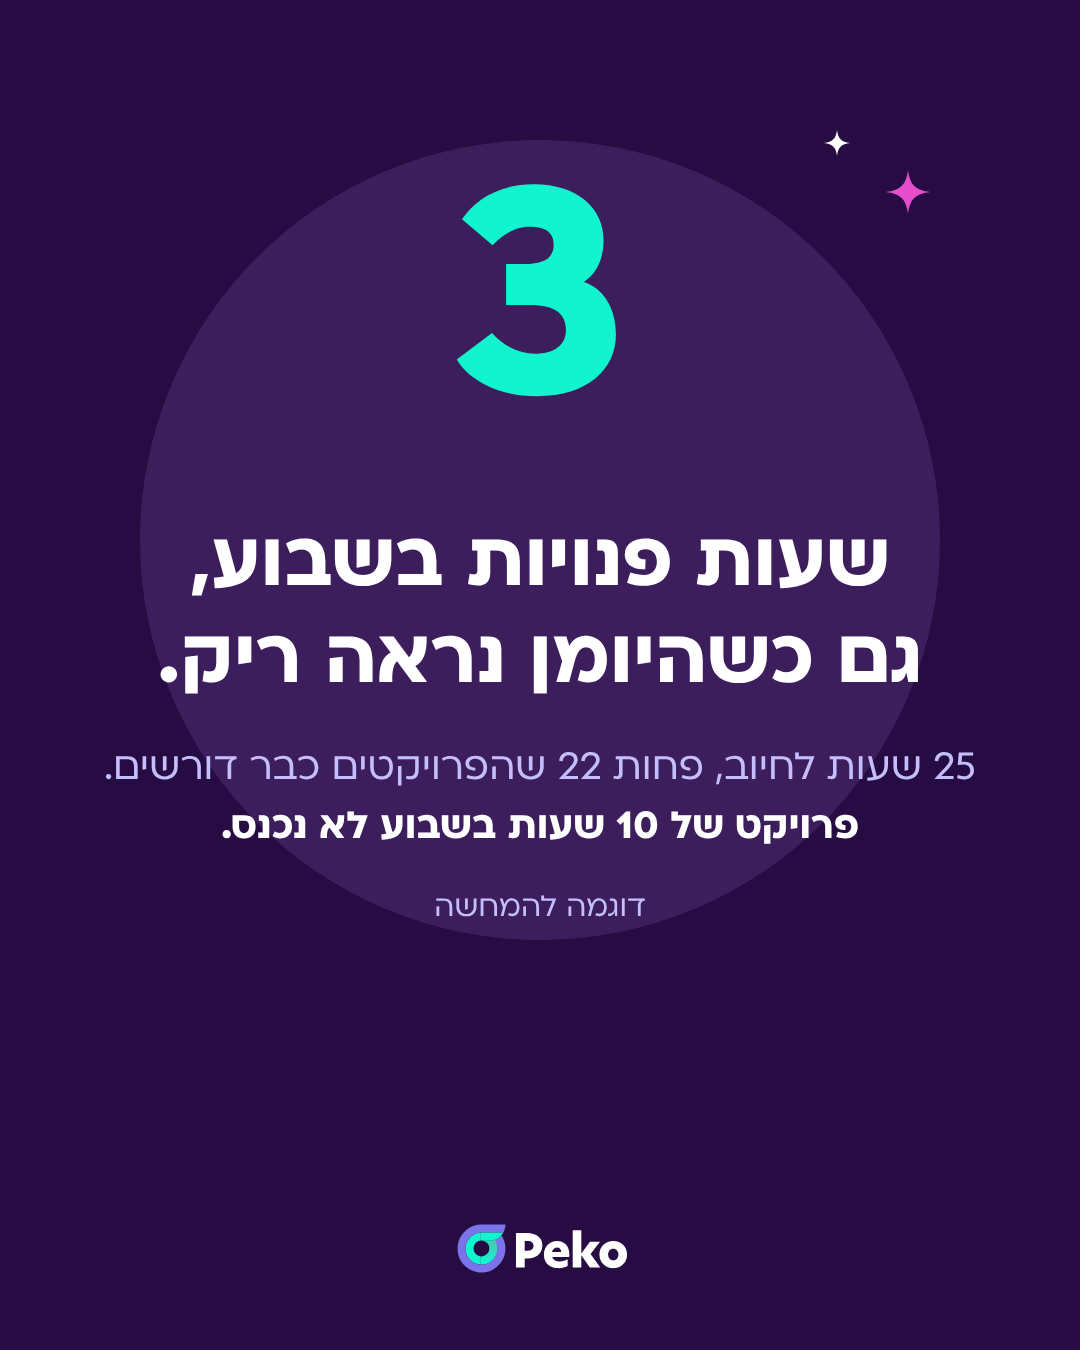 3
שעות פנויות בשבוע,
גם כשהיומן נראה ריק.
25 שעות לחיוב, פחות 22 שהפרויקטים כבר דורשים.
פרויקט של 10 שעות בשבוע לא נכנס.
דוגמה להמחשה
Peko